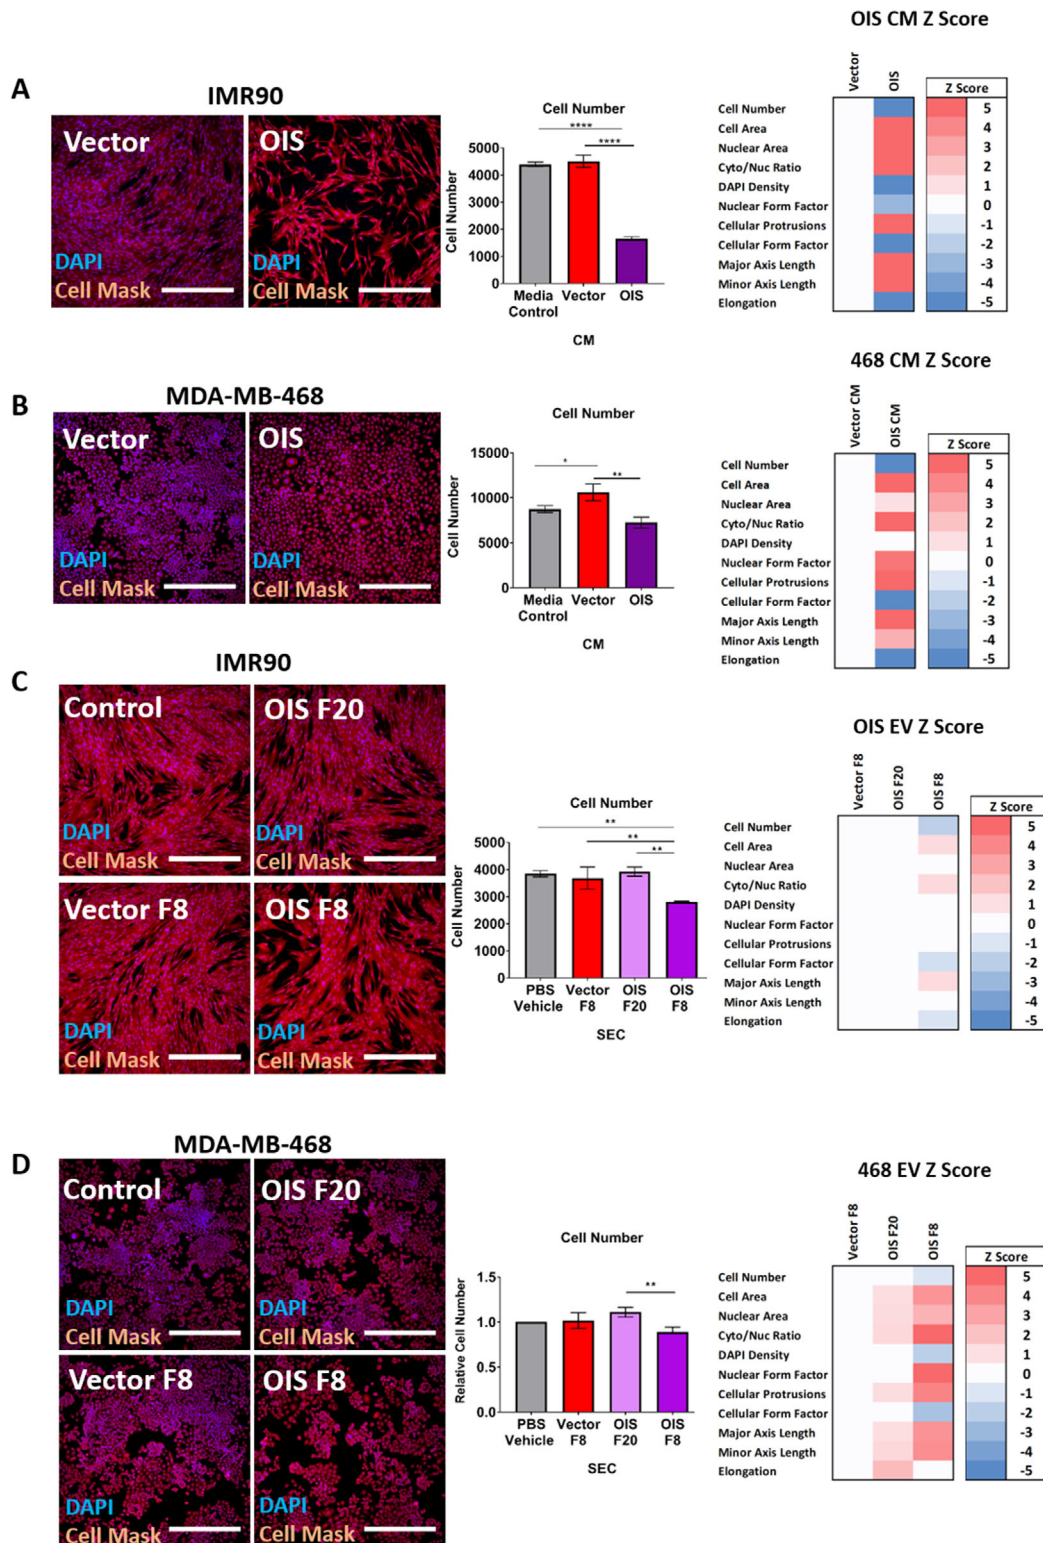 OIS CM Z Score
A
IMR90
Vector
OIS
DAPI
Cell Mask
DAPI
Cell Mask
Cell Number
****
****
Cell Number
5000
4000
3000
2000
1000
0
Media Control
Vector
OIS
CM
Vector
OIS
Z Score
Cell Number
Cell Area
Nuclear Area
Cyto/Nuc Ratio
DAPI Density
Nuclear Form Factor
Cellular Protrusions
Cellular Form Factor
Major Axis Length
Minor Axis Length
Elongation
5
4
3
2
1
0
-1
-2
-3
-4
-5
468 CM Z Score
B
MDA-MB-468
Vector
OIS
DAPI
Cell Mask
DAPI
Cell Mask
Cell Number
*
**
Cell Number
15000
10000
5000
0
Media Control
Vector
OIS
CM
Vector CM
OIS CM
Z Score
Cell Number
Cell Area
Nuclear Area
Cyto/Nuc Ratio
DAPI Density
Nuclear Form Factor
Cellular Protrusions
Cellular Form Factor
Major Axis Length
Minor Axis Length
Elongation
5
4
3
2
1
0
-1
-2
-3
-4
-5
C
IMR90
Control
OIS F20
DAPI
Cell Mask
DAPI
Cell Mask
Vector F8
OIS F8
DAPI
Cell Mask
DAPI
Cell Mask
Cell Number
**
**
**
Cell Number
5000
4000
3000
2000
1000
0
PBS Vehicle
Vector F8
OIS F20
OIS F8
SEC
OIS EV Z Score
Vector F8
OIS F20
OIS F8
Z Score
Cell Number
Cell Area
Nuclear Area
Cyto/Nuc Ratio
DAPI Density
Nuclear Form Factor
Cellular Protrusions
Cellular Form Factor
Major Axis Length
Minor Axis Length
Elongation
5
4
3
2
1
0
-1
-2
-3
-4
-5
D
MDA-MB-468
Control
OIS F20
DAPI
Cell Mask
DAPI
Cell Mask
Vector F8
OIS F8
DAPI
Cell Mask
DAPI
Cell Mask
Cell Number
**
Relative Cell Number
1.5
1.0
0.5
0.0
PBS Vehicle
Vector F8
OIS F20
OIS F8
SEC
468 EV Z Score
Vector F8
OIS F20
OIS F8
Z Score
Cell Number
Cell Area
Nuclear Area
Cyto/Nuc Ratio
DAPI Density
Nuclear Form Factor
Cellular Protrusions
Cellular Form Factor
Major Axis Length
Minor Axis Length
Elongation
5
4
3
2
1
0
-1
-2
-3
-4
-5